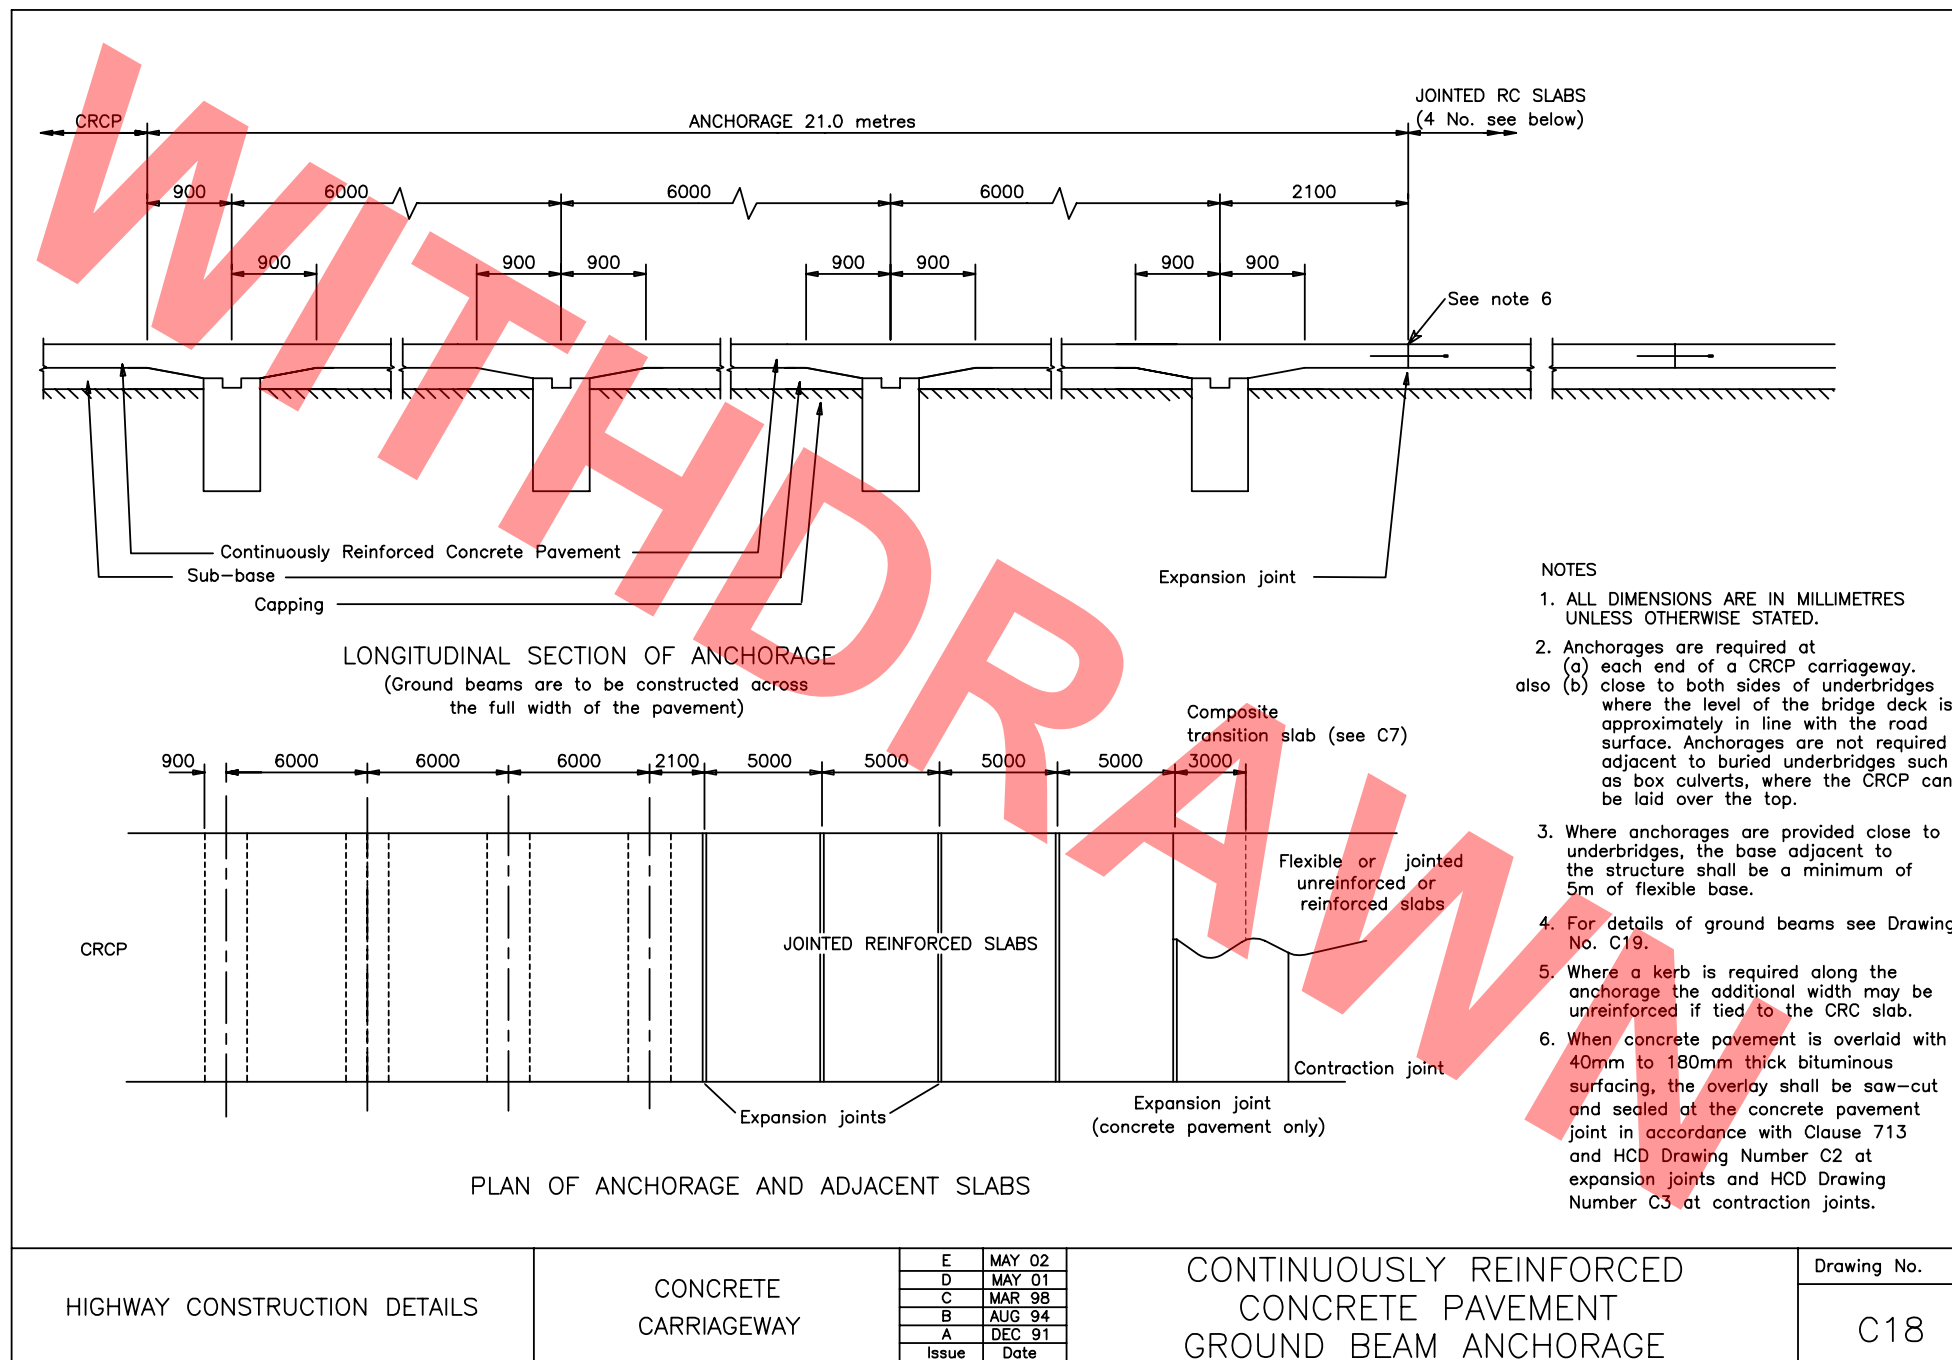 JOINTED RC SLABS
(4 No. see below)
CRCP
ANCHORAGE 21.0 metres
900
6000
6000
6000
2100
900
900
900
900
900
900
900
See note 6
Continuously Reinforced Concrete Pavement
Sub-base
Capping
Expansion joint
LONGITUDINAL SECTION OF ANCHORAGE
(Ground beams are to be constructed across
the full width of the pavement)
Composite
transition slab (see C7)
900
6000
6000
6000
2100
5000
5000
5000
5000
3000
CRCP
JOINTED REINFORCED SLABS
Flexible or jointed
unreinforced or
reinforced slabs
Contraction joint
Expansion joints
Expansion joint
(concrete pavement only)
PLAN OF ANCHORAGE AND ADJACENT SLABS
NOTES
1. ALL DIMENSIONS ARE IN MILLIMETRES
UNLESS OTHERWISE STATED.
2. Anchorages are required at
(a) each end of a CRCP carriageway.
also (b) close to both sides of underbridges
where the level of the bridge deck is
approximately in line with the road
surface. Anchorages are not required
adjacent to buried underbridges such
as box culverts, where the CRCP can
be laid over the top.
3. Where anchorages are provided close to
underbridges, the base adjacent to
the structure shall be a minimum of
5m of flexible base.
4. For details of ground beams see Drawing
No. C19.
5. Where a kerb is required along the
anchorage the additional width may be
unreinforced if tied to the CRC slab.
6. When concrete pavement is overlaid with
40mm to 180mm thick bituminous
surfacing, the overlay shall be saw-cut
and sealed at the concrete pavement
joint in accordance with Clause 713
and HCD Drawing Number C2 at
expansion joints and HCD Drawing
Number C3 at contraction joints.
WITHDRAWN
HIGHWAY CONSTRUCTION DETAILS
CONCRETE
CARRIAGEWAY
E MAY 02
D MAY 01
C MAR 98
B AUG 94
A DEC 91
Issue Date
CONTINUOUSLY REINFORCED
CONCRETE PAVEMENT
GROUND BEAM ANCHORAGE
Drawing No.
C18